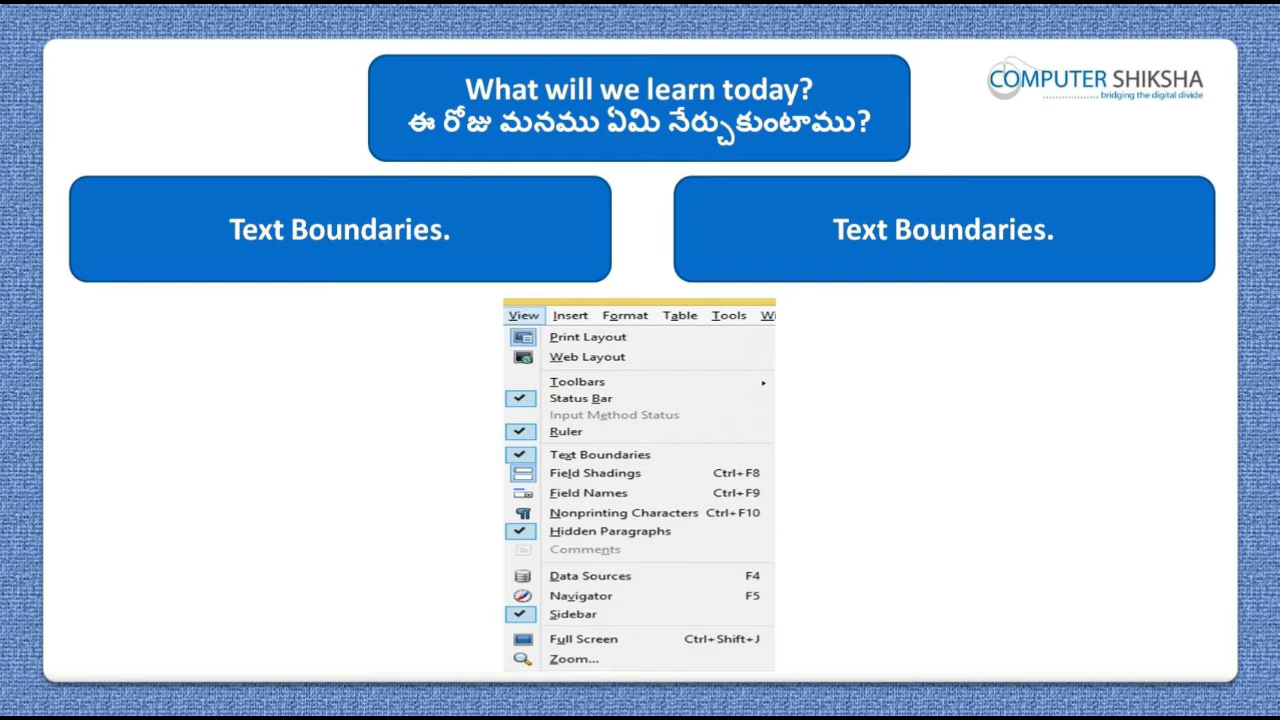 What will we learn today?
ఈ రోజు మనము ఏమి నేర్చుకుంటాము?
COMPUTER SHIKSHA
bridging the digital divide
Text Boundaries.
Text Boundaries.
View Insert Format Table Tools Wi
Print Layout
Web Layout
Toolbars
Status Bar
Input Method Status
Ruler
Text Boundaries
Field Shadings Ctrl+F8
Field Names Ctrl+F9
Nonprinting Characters Ctrl+F10
Hidden Paragraphs
Comments
Data Sources F4
Navigator F5
Sidebar
Full Screen Ctrl+Shift+J
Zoom...